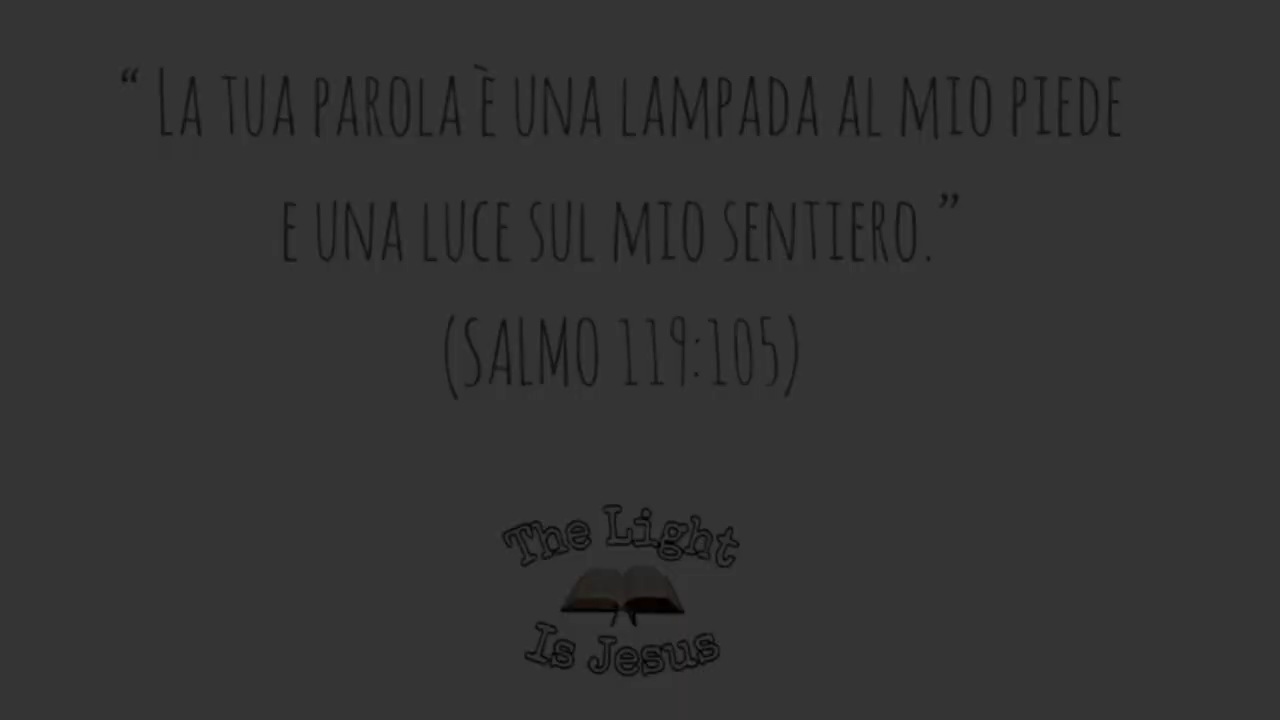 “ La tua parola è una lampada al mio piede
e una luce sul mio sentiero.”
(SALMO 119:105)
The Light
Is Jesus